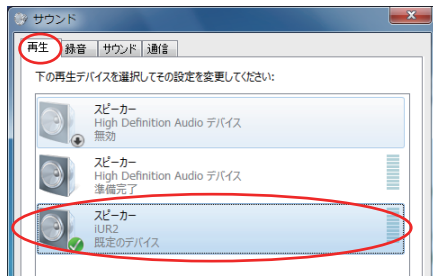 サウンド
再生 録音 サウンド 通信
下の再生デバイスを選択してその設定を変更してください:
スピーカー
High Definition Audio デバイス
無効
スピーカー
High Definition Audio デバイス
準備完了
スピーカー
iUR2
既定のデバイス